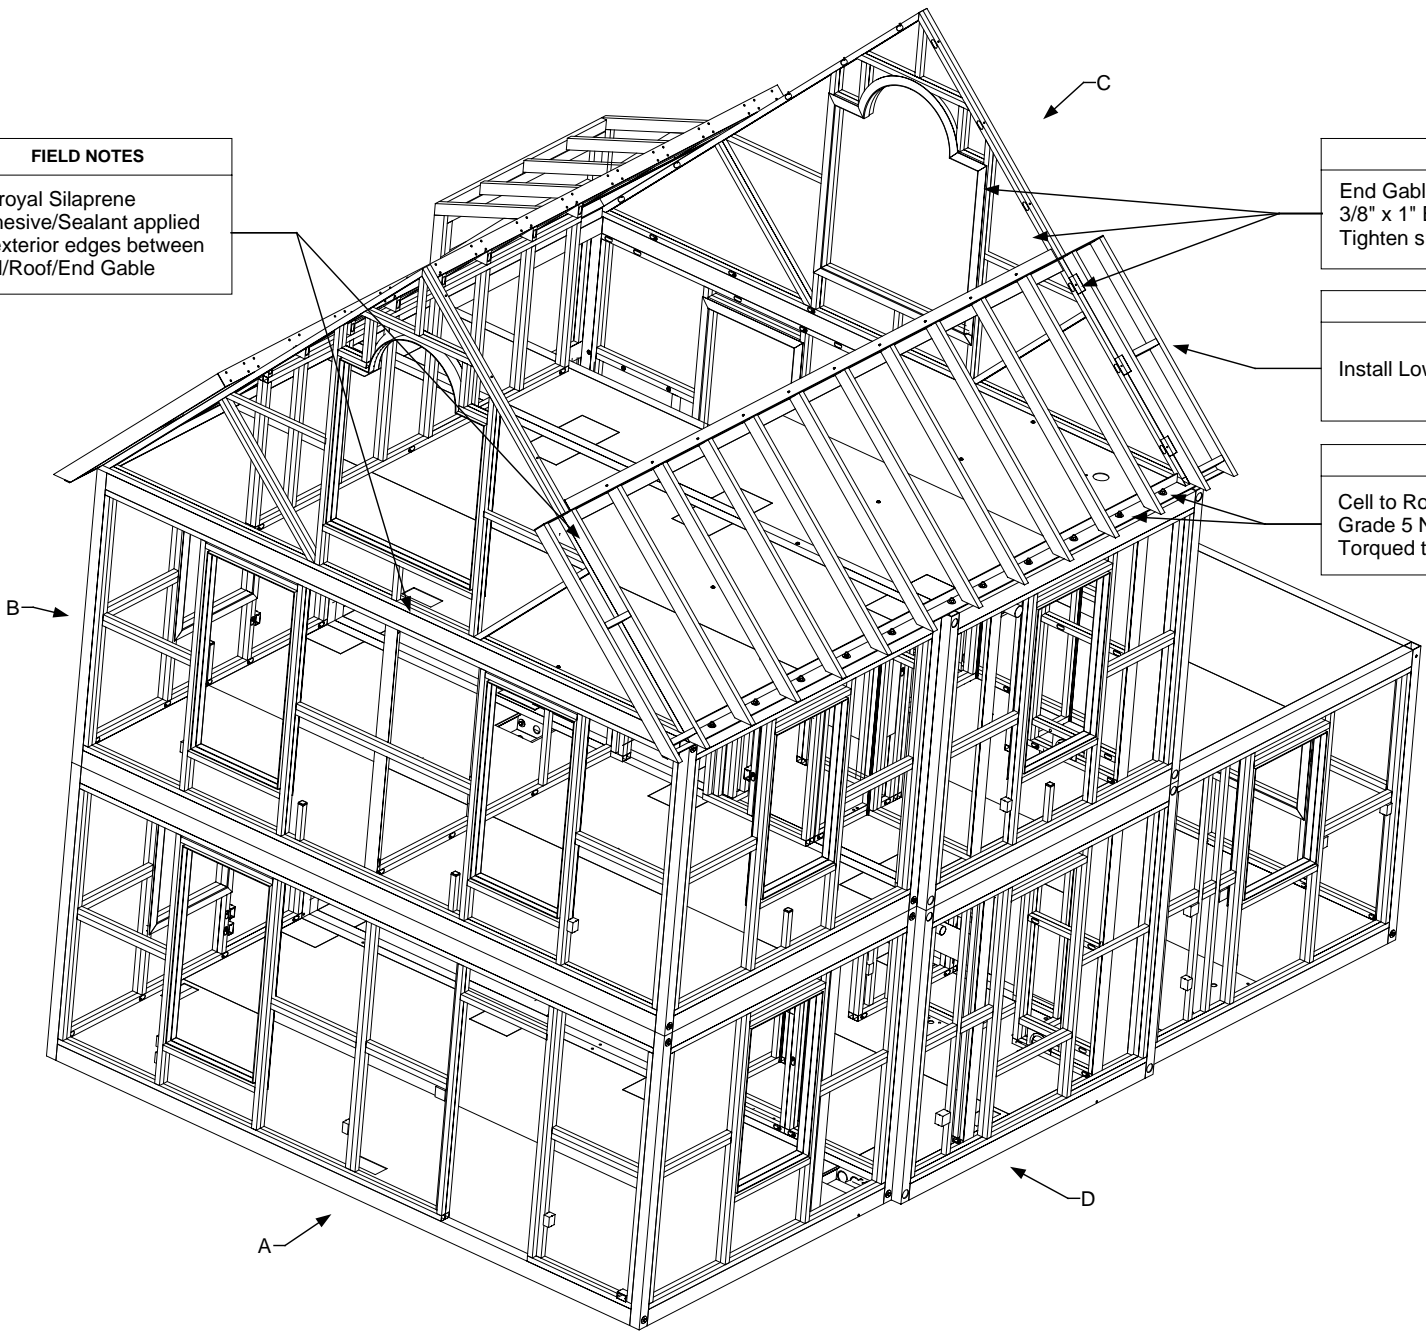 FIELD NOTES
royal Silaprene
hesive/Sealant applied
exterior edges between
l/Roof/End Gable
C
End Gabl
3/8" x 1"
Tighten s
Install Lov
Cell to Ro
Grade 5 N
Torqued t
B
A
D